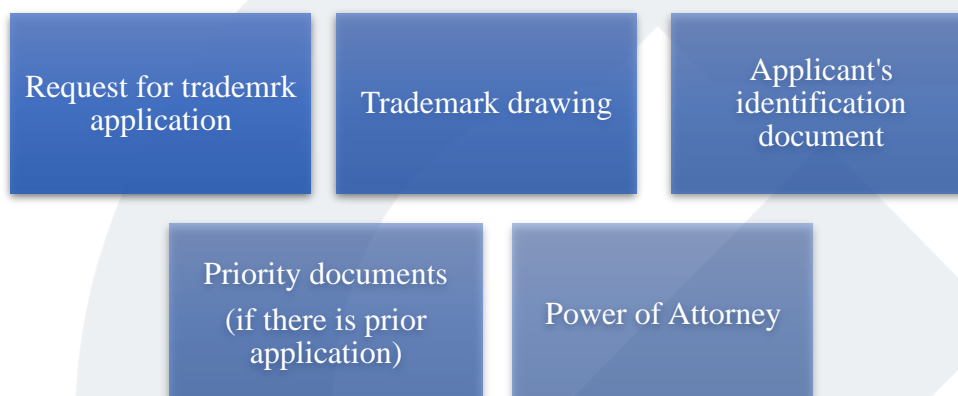 Request for trademrk
application
Trademark drawing
Applicant's
identification
document
Priority documents
(if there is prior
application)
Power of Attorney